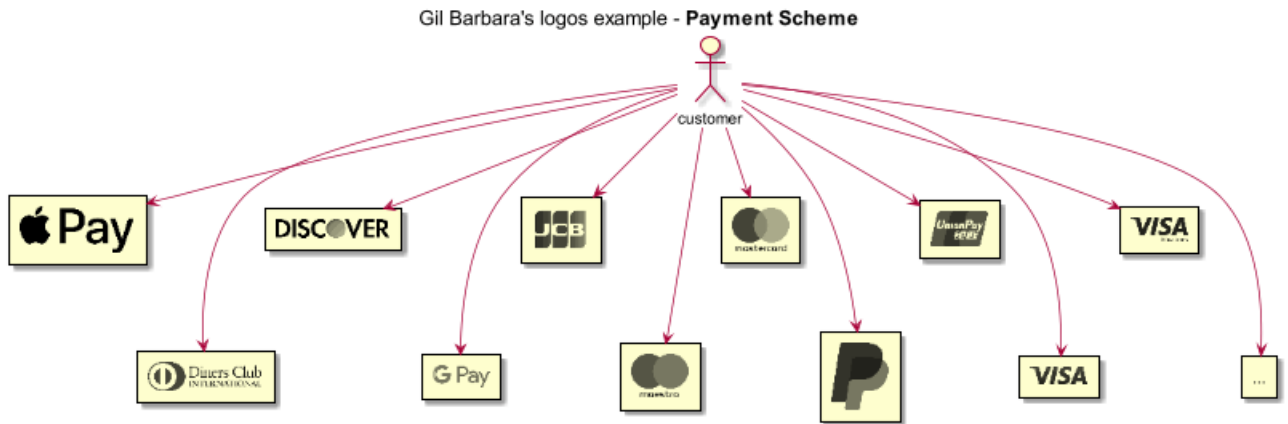 Gil Barbara's logos example - Payment Scheme
customer
Pay
DISCOVER
JCB
mastercard
UnionPay
VISA
Diners Club
INTERNATIONAL
G Pay
maestro
VISA
...